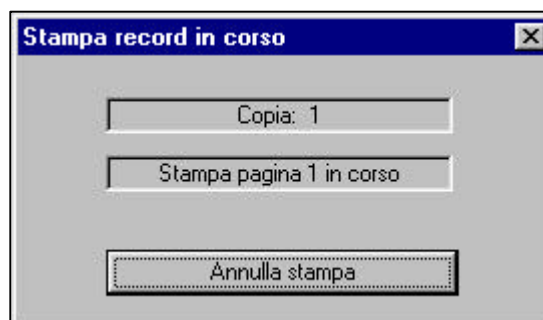 Stampa record in corso
Copia: 1
Stampa pagina 1 in corso
Annulla stampa